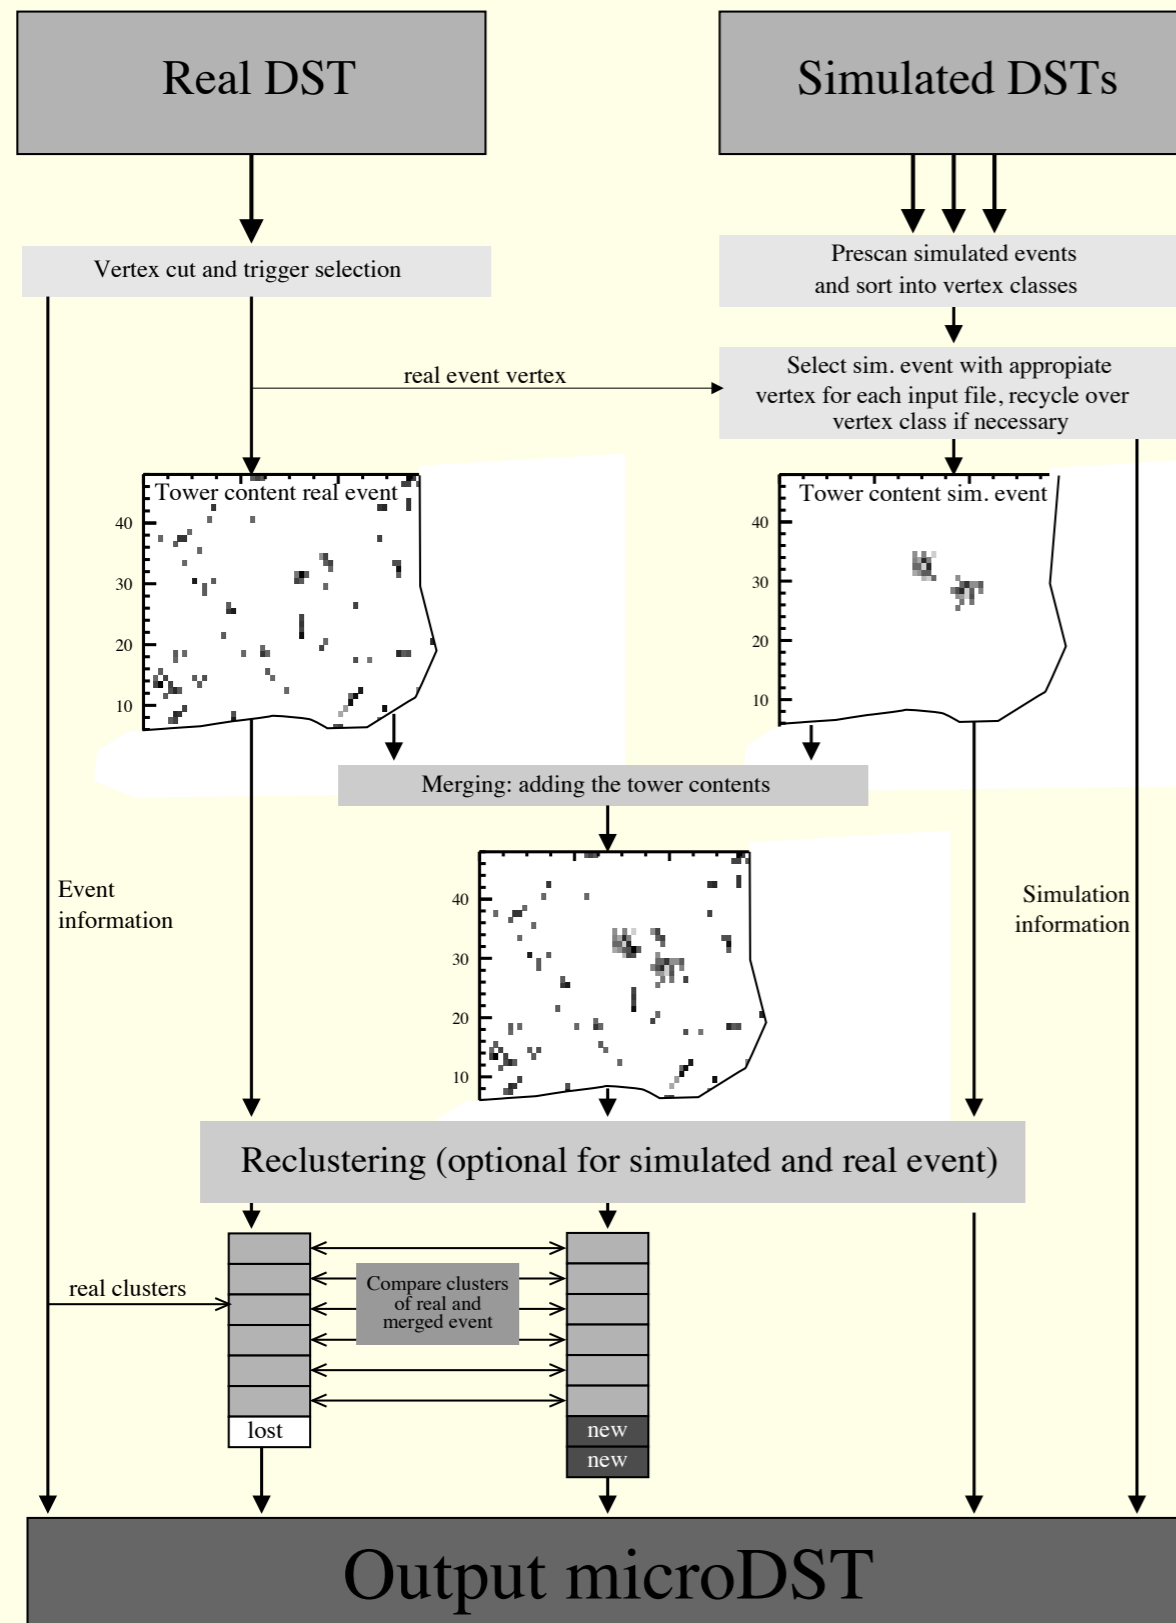 Real DST
Simulated DSTs
Vertex cut and trigger selection
Prescan simulated events
and sort into vertex classes
real event vertex
Select sim. event with appropiate
vertex for each input file, recycle over
vertex class if necessary
Tower content real event
40
30
20
10
Tower content sim. event
40
30
20
10
Merging: adding the tower contents
Event
information
40
30
20
10
Simulation
information
Reclustering (optional for simulated and real event)
real clusters
Compare clusters
of real and
merged event
lost
new
new
Output microDST